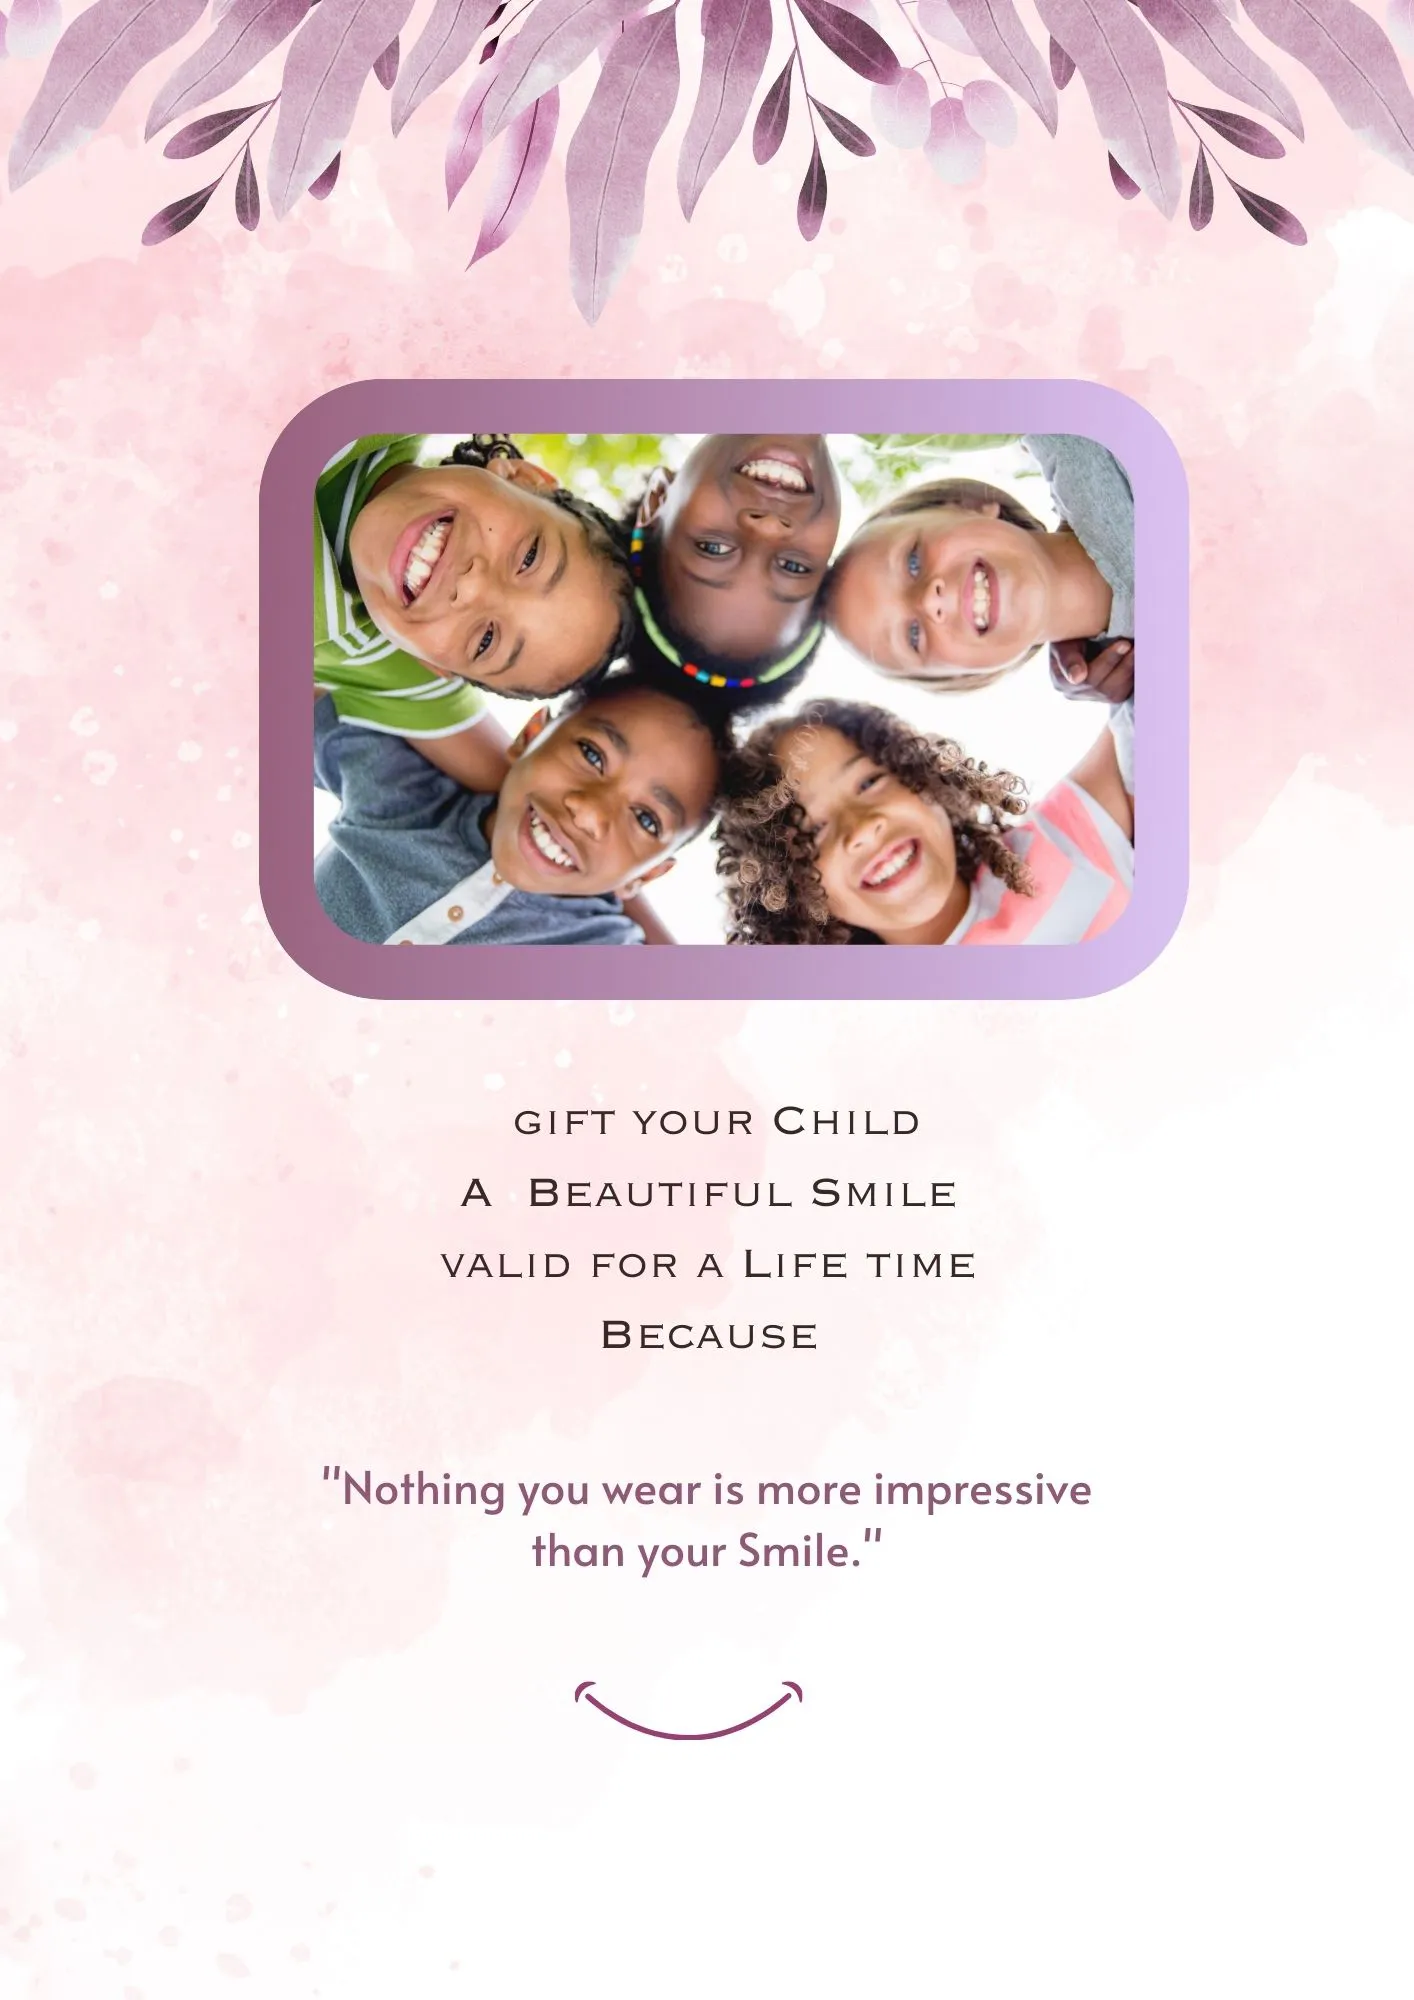 GIFT YOUR CHILD
A BEAUTIFUL SMILE
VALID FOR A LIFE TIME
BECAUSE
"Nothing you wear is more impressive
than your Smile."